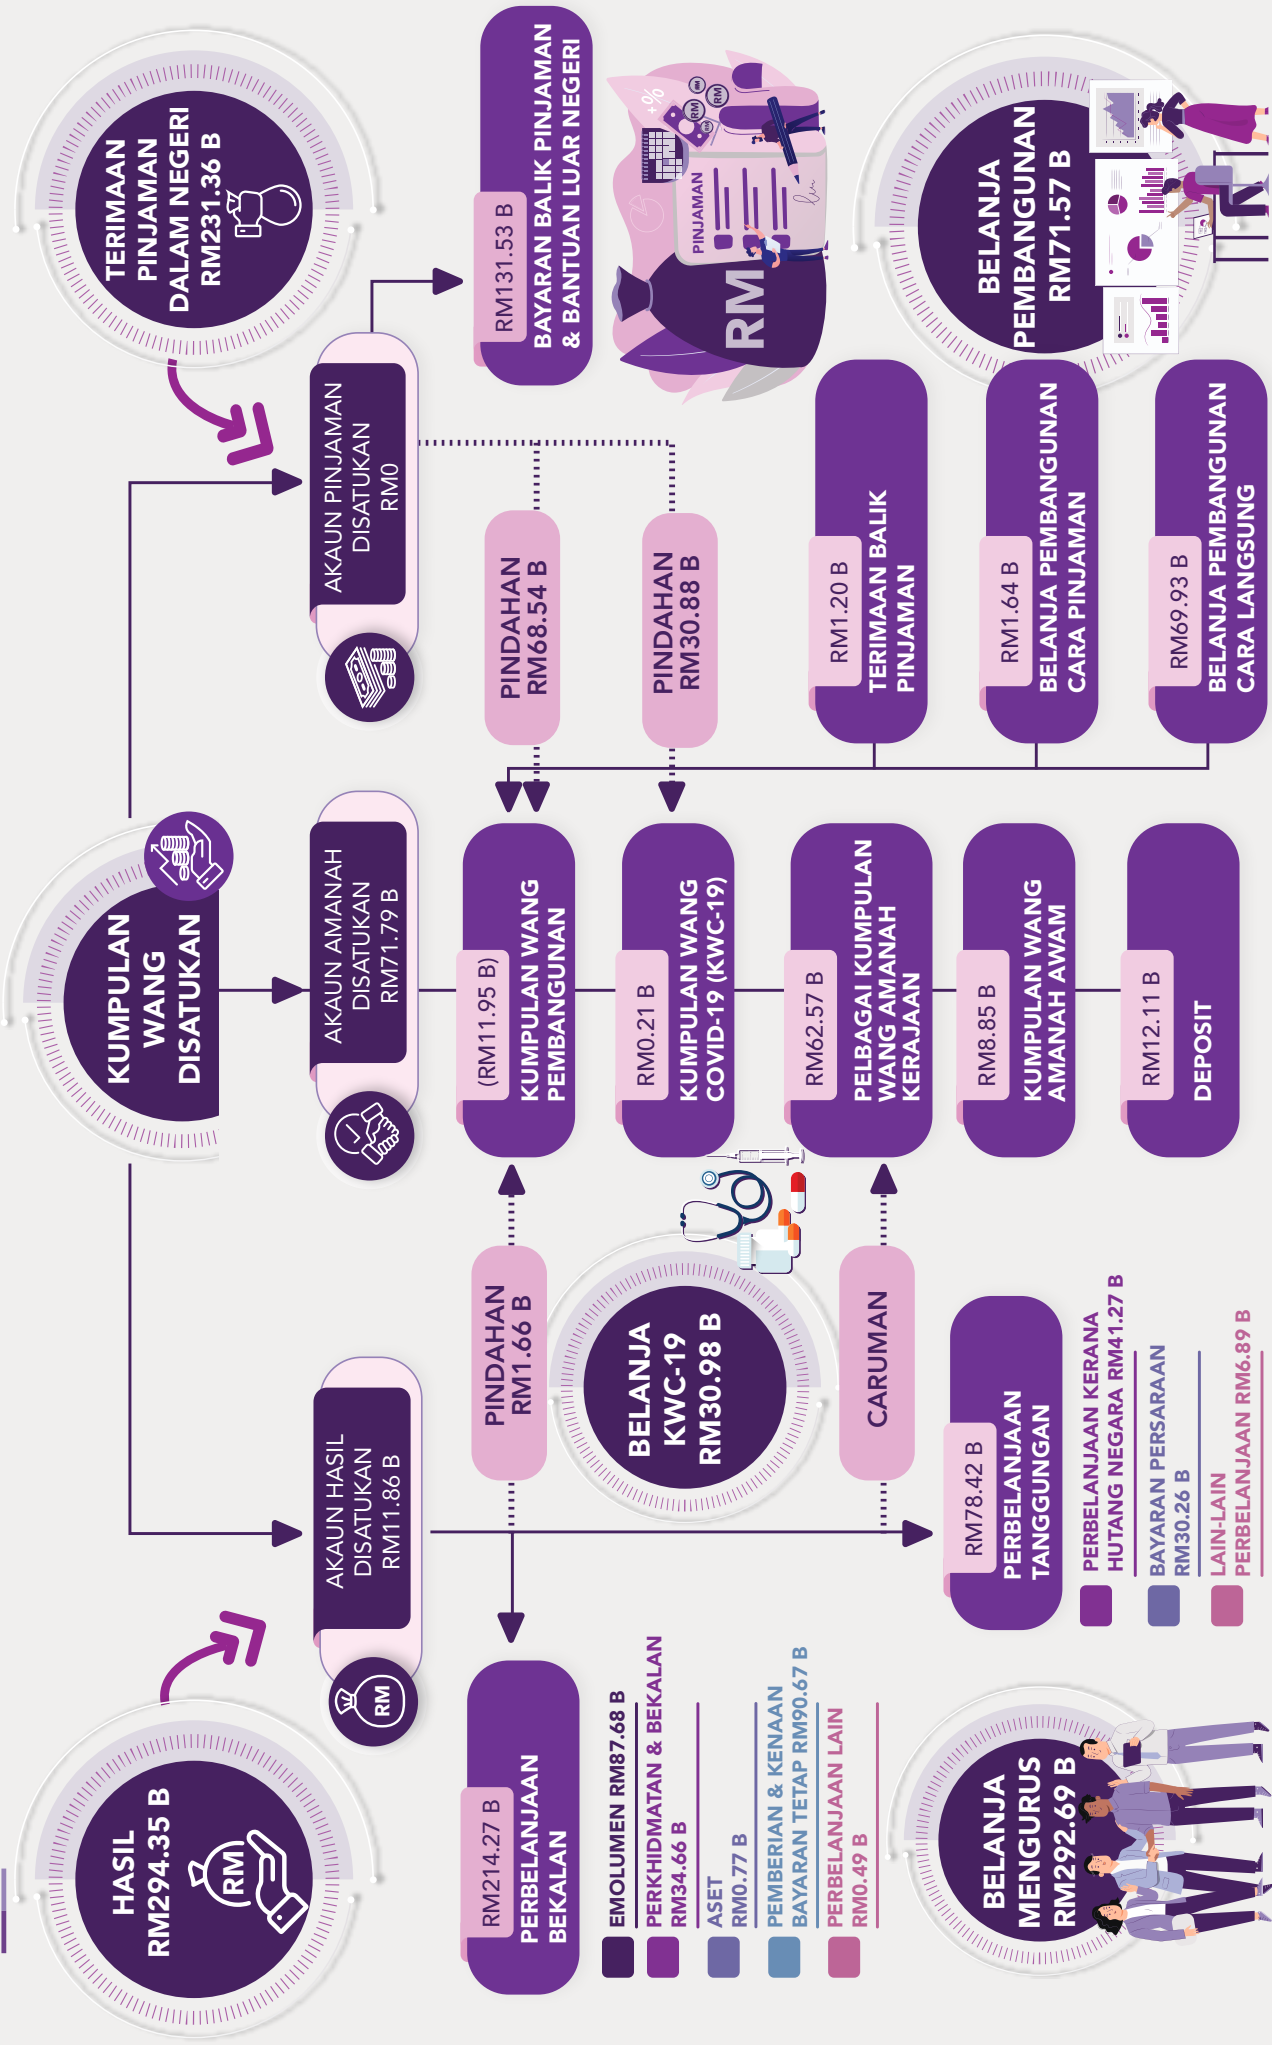 HASIL
RM294.35 B
RM
KUMPULAN
WANG
DISATUKAN
TERIMAAN
PINJAMAN
DALAM NEGERI
RM231.36 B
AKAUN HASIL
DISATUKAN
RM11.86 B
RM
AKAUN AMANAH
DISATUKAN
RM71.79 B
AKAUN PINJAMAN
DISATUKAN
RM0
RM214.27 B
PERBELANJAAN
BEKALAN
EMOLUMEN RM87.68 B
PERKHIDMATAN & BEKALAN
RM34.66 B
ASET
RM0.77 B
PEMBERIAN & KENAAN
BAYARAN TETAP RM90.67 B
PERBELANJAAN LAIN
RM0.49 B
BELANJA
MENGURUS
RM292.69 B
PINDAHAN
RM1.66 B
BELANJA
KWC-19
RM30.98 B
CARUMAN
RM78.42 B
PERBELANJAAN
TANGGUNGAN
PERBELANJAAN KERANA
HUTANG NEGARA RM41.27 B
BAYARAN PERSARAAN
RM30.26 B
LAIN-LAIN
PERBELANJAAN RM6.89 B
(RM11.95 B)
KUMPULAN WANG
PEMBANGUNAN
RM0.21 B
KUMPULAN WANG
COVID-19 (KWC-19)
RM62.57 B
PELBAGAI KUMPULAN
WANG AMANAH
KERAJAAN
RM8.85 B
KUMPULAN WANG
AMANAH AWAM
RM12.11 B
DEPOSIT
PINDAHAN
RM68.54 B
PINDAHAN
RM30.88 B
RM1.20 B
TERIMAAN BALIK
PINJAMAN
RM1.64 B
BELANJA PEMBANGUNAN
CARA PINJAMAN
RM69.93 B
BELANJA PEMBANGUNAN
CARA LANGSUNG
RM131.53 B
BAYARAN BALIK PINJAMAN
& BANTUAN LUAR NEGERI
RM
PINJAMAN
+%
RM
RM
RM
RM
BELANJA
PEMBANGUNAN
RM71.57 B